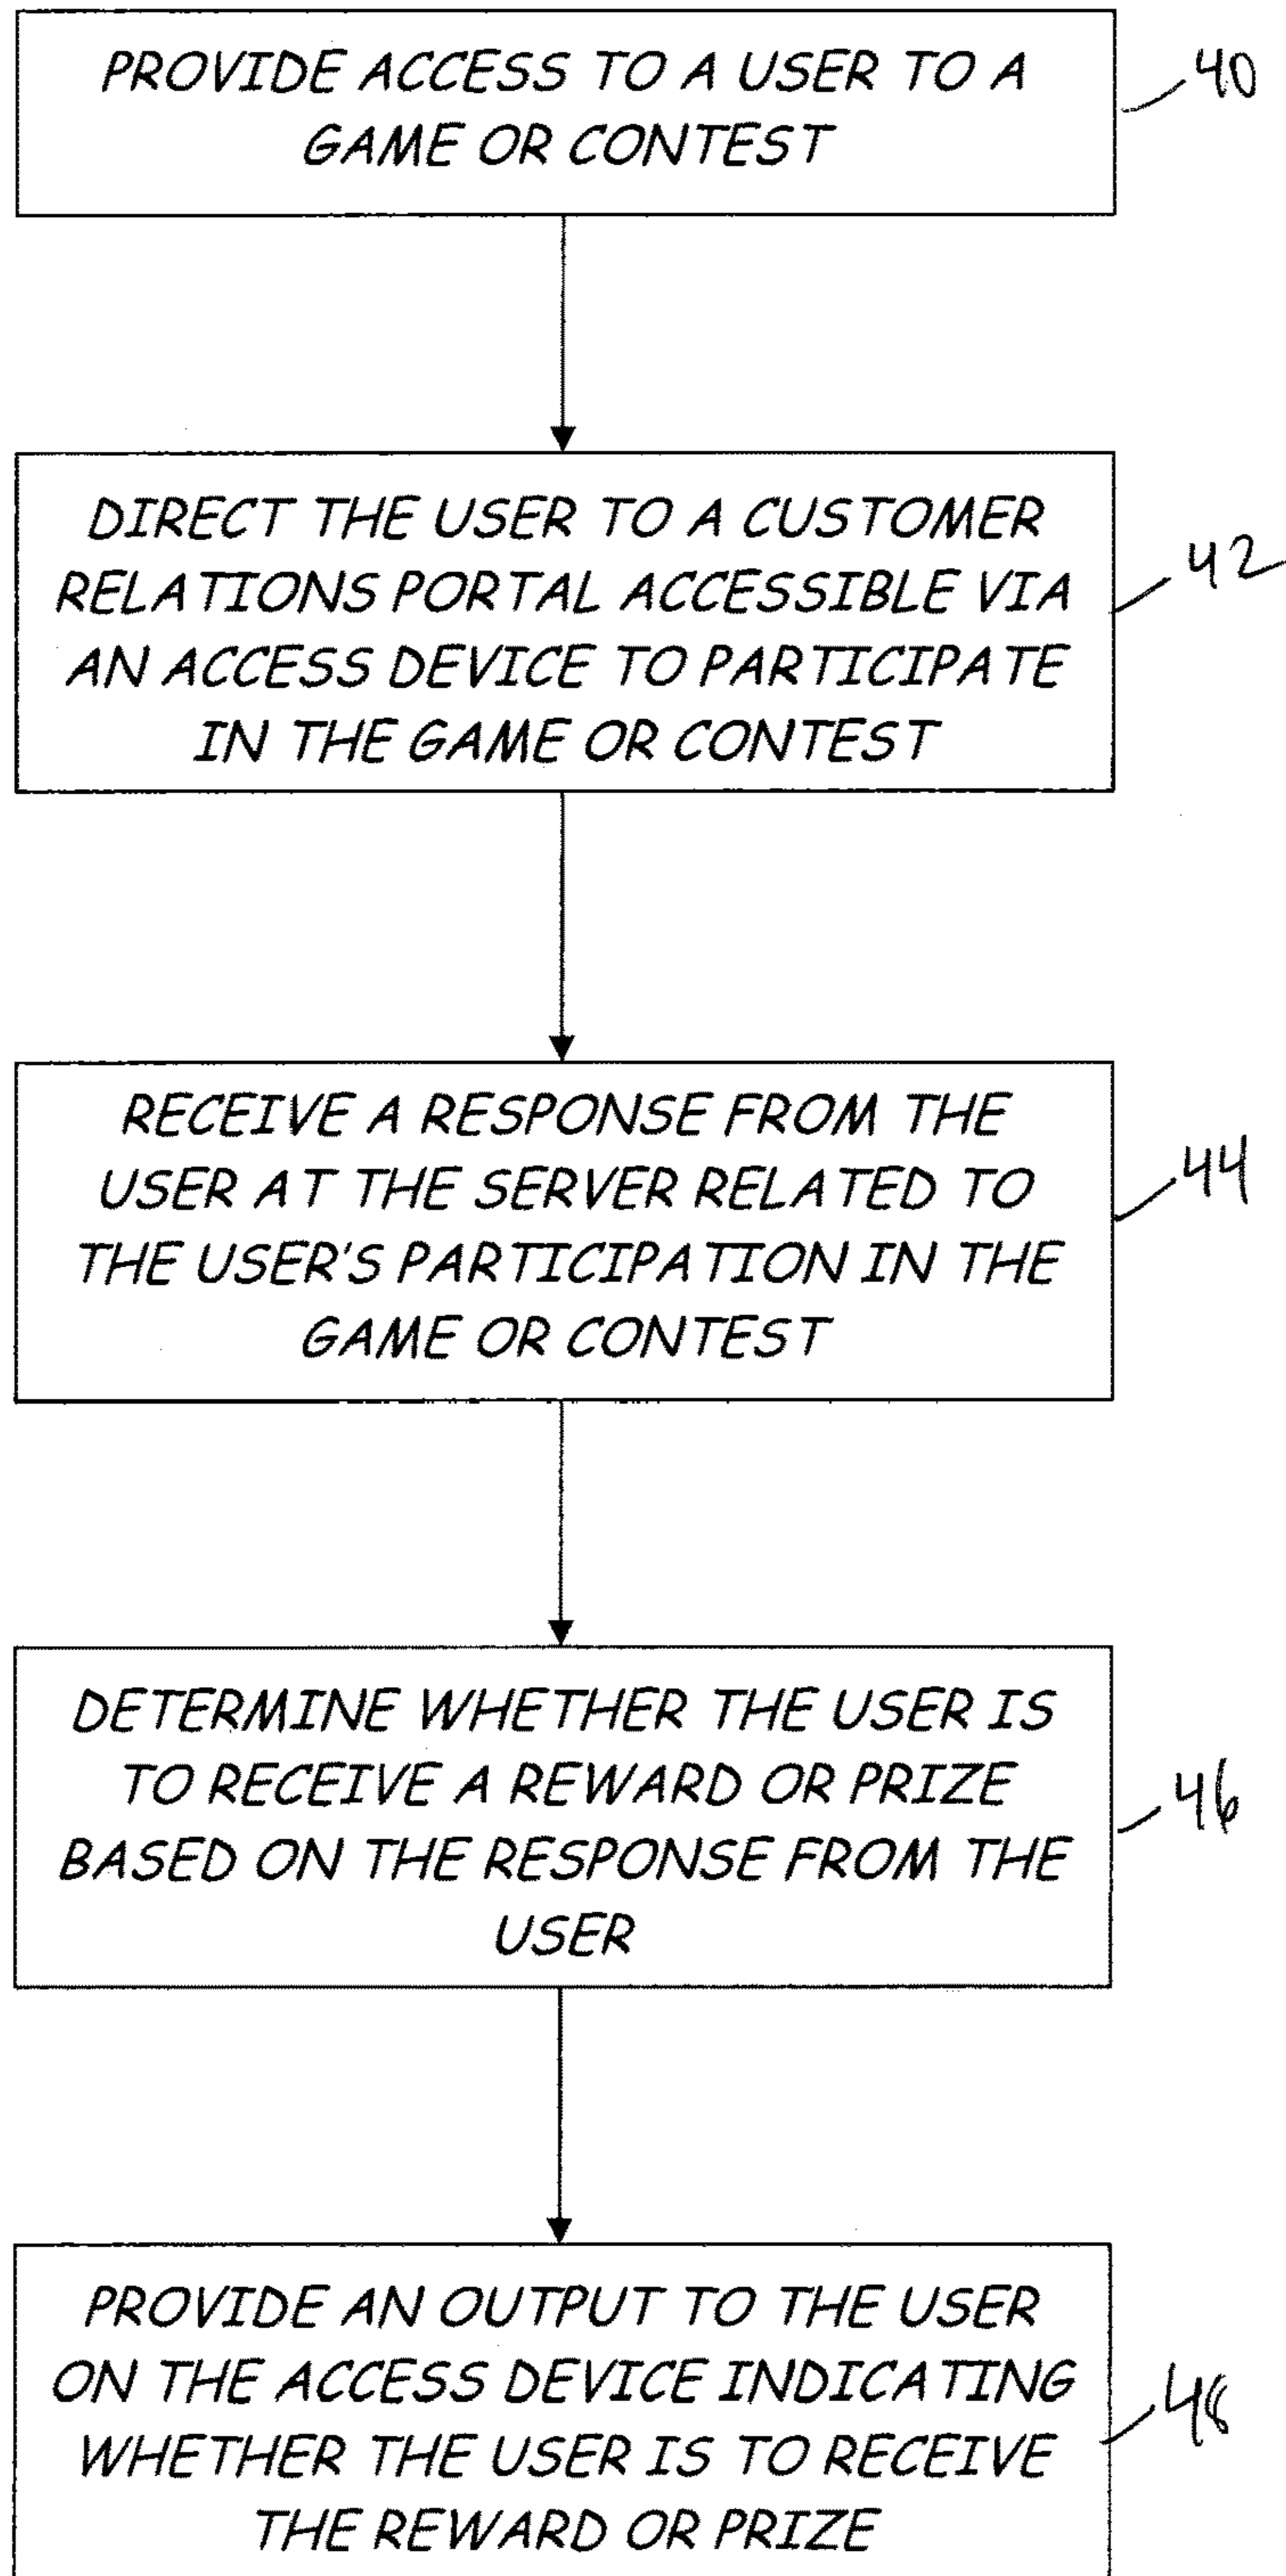 PROVIDE ACCESS TO A USER TO A
GAME OR CONTEST
40
DIRECT THE USER TO A CUSTOMER
RELATIONS PORTAL ACCESSIBLE VIA
AN ACCESS DEVICE TO PARTICIPATE
IN THE GAME OR CONTEST
42
RECEIVE A RESPONSE FROM THE
USER AT THE SERVER RELATED TO
THE USER'S PARTICIPATION IN THE
GAME OR CONTEST
44
DETERMINE WHETHER THE USER IS
TO RECEIVE A REWARD OR PRIZE
BASED ON THE RESPONSE FROM THE
USER
46
PROVIDE AN OUTPUT TO THE USER
ON THE ACCESS DEVICE INDICATING
WHETHER THE USER IS TO RECEIVE
THE REWARD OR PRIZE
48